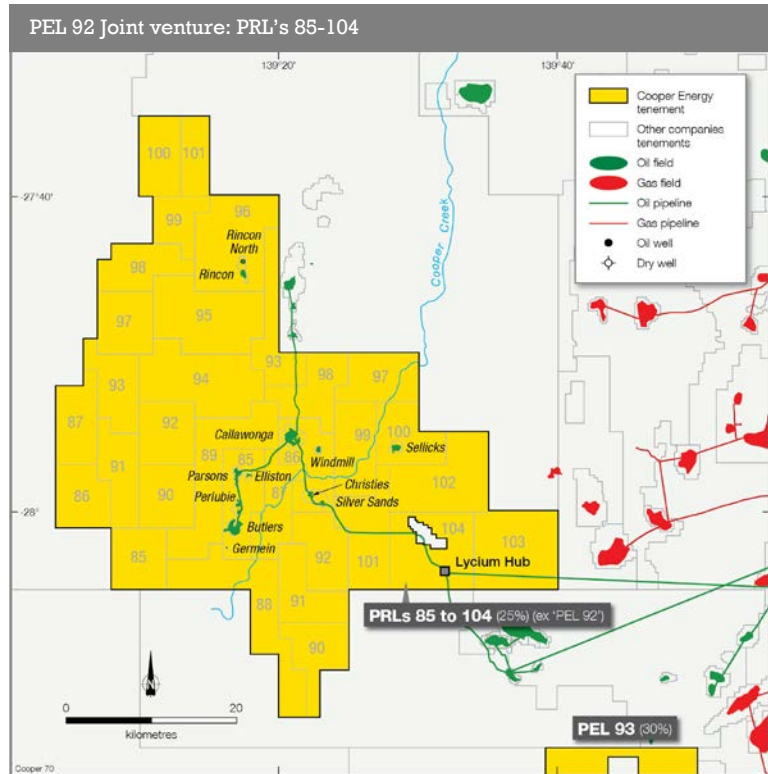 PEL 92 Joint venture: PRL's 85-104
139°20'
139°40'
Cooper Energy
tenement
Other companies
tenements
Oil field
Gas field
Oil pipeline
Gas pipeline
Oil well
Dry well
-27°40'
-28°
Cooper Creek
100
101
99
96
Rincon
North
Rincon
98
97
95
93
98
97
93
94
87
92
99
100
Callawonga
86
Sellicks
89
85
Windmill
91
Parsons
Elliston
102
86
90
87
Christies
Perlubie
Silver Sands
Butlers
104
103
Germein
92
101
85
Lycium Hub
88
91
PRLs 85 to 104 (25%) (ex 'PEL 92')
90
N
0
20
kilometres
PEL 93 (30%)
Cooper 70